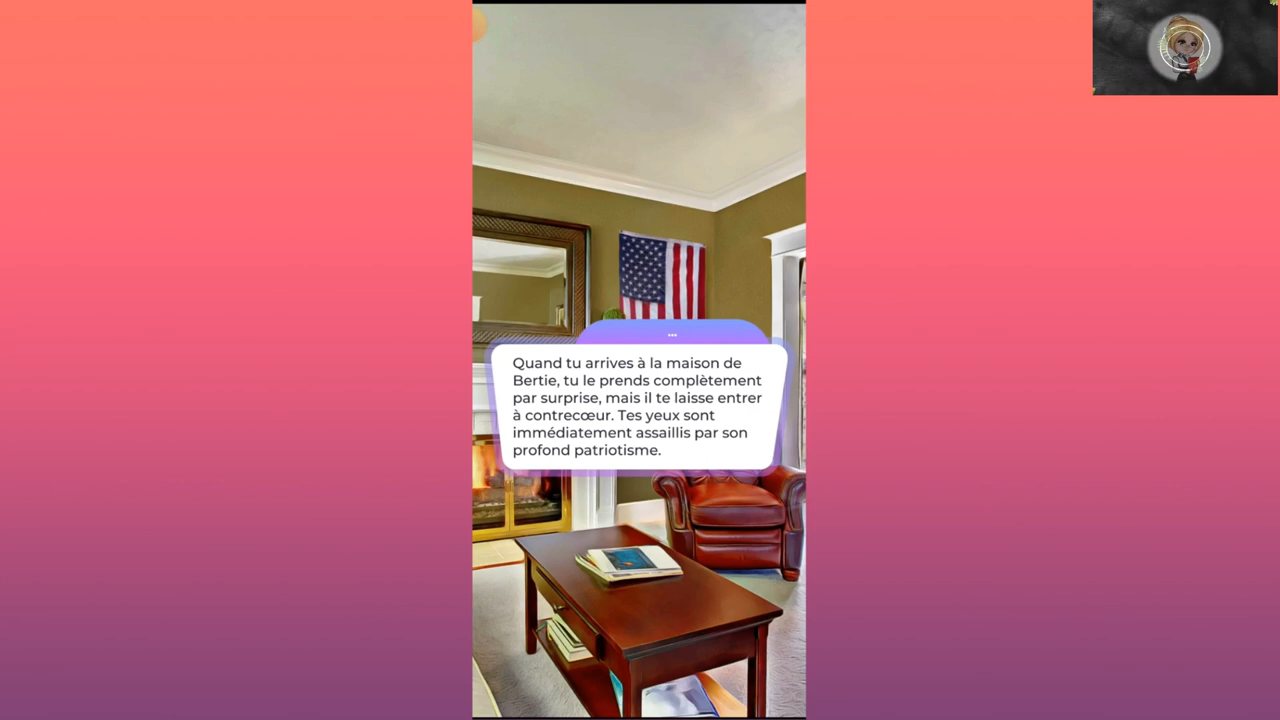 ...
Quand tu arrives à la maison de
Bertie, tu le prends complètement
par surprise, mais il te laisse entrer
à contrecœur. Tes yeux sont
immédiatement assaillis par son
profond patriotisme.